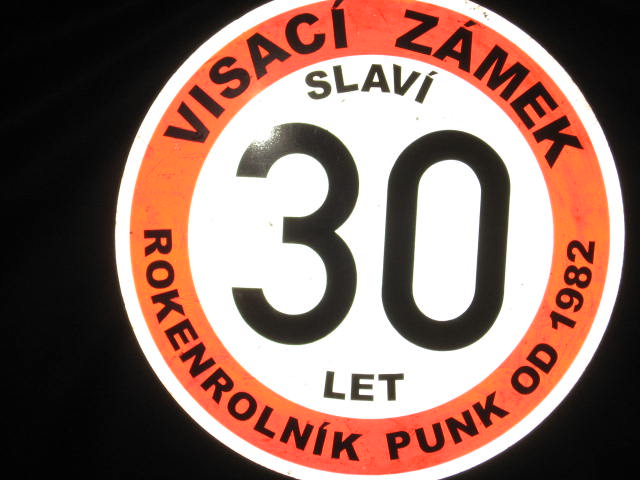 VISACÍ ZÁMEK
SLAVÍ
30
LET
ROKENROLNÍK PUNK OD 1982